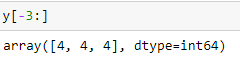 y[-3:]
array([4, 4, 4], dtype=int64)